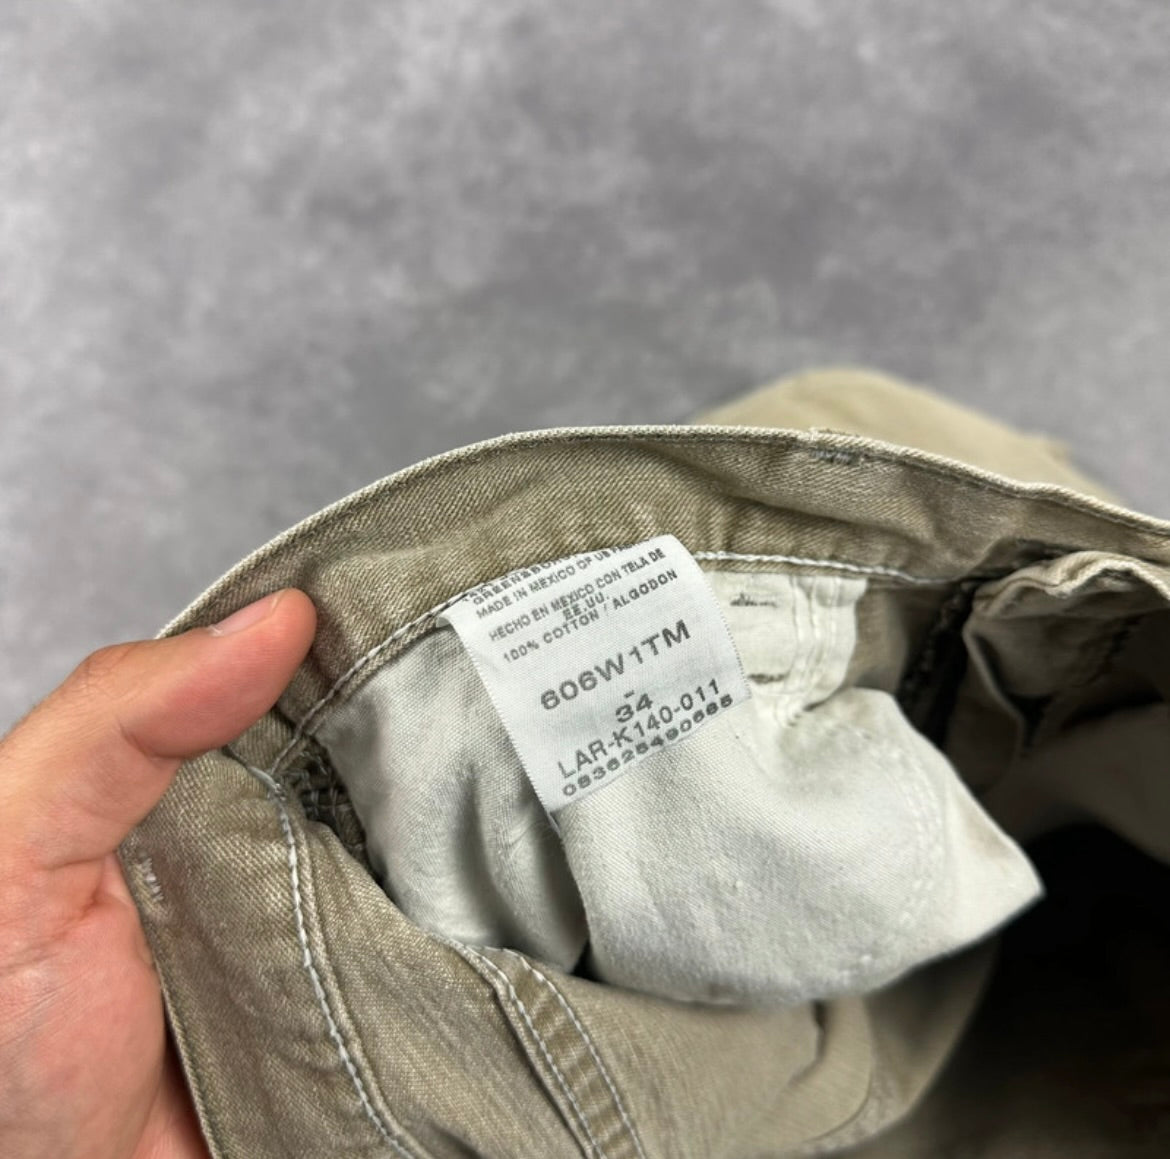 MADE IN MEXICO OF US
HECHO EN MEXICO CON TELA DE
EE.UU.
100% COTTON / ALGODON
606W1TM
-
34
LAR-K140-011